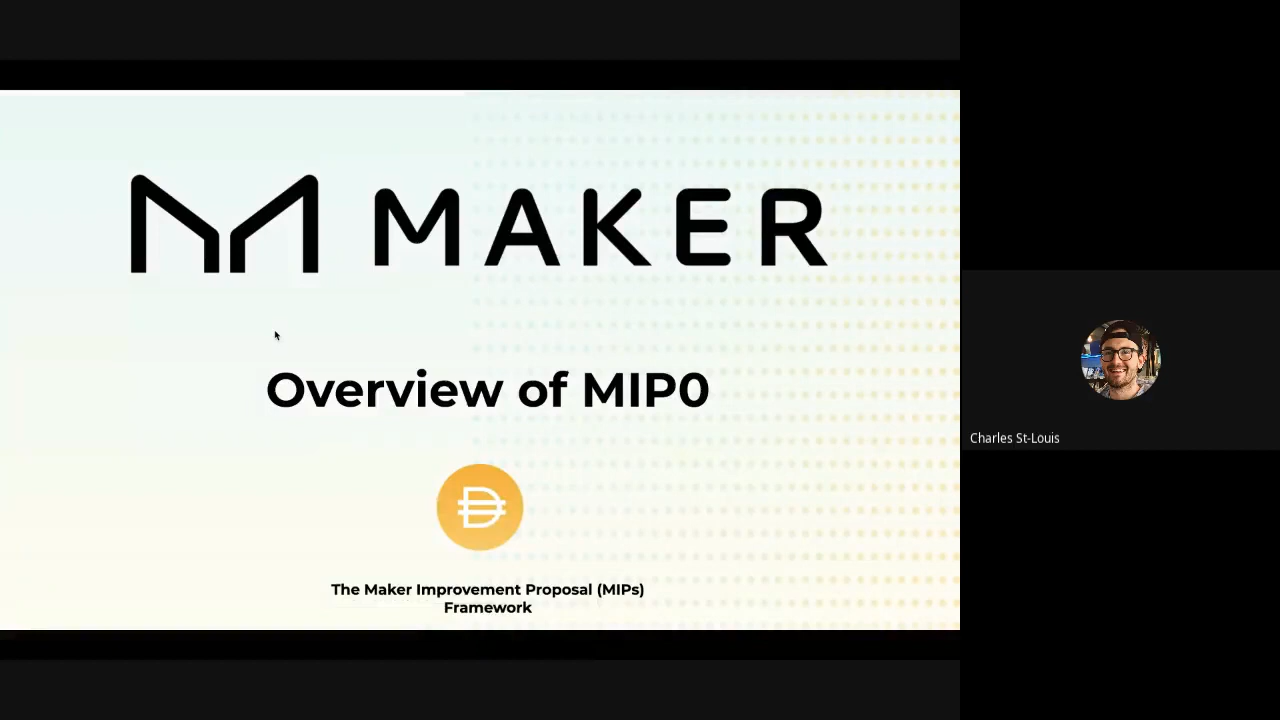 MAKER
Overview of MIP0
The Maker Improvement Proposal (MIPs)
Framework
Charles St-Louis